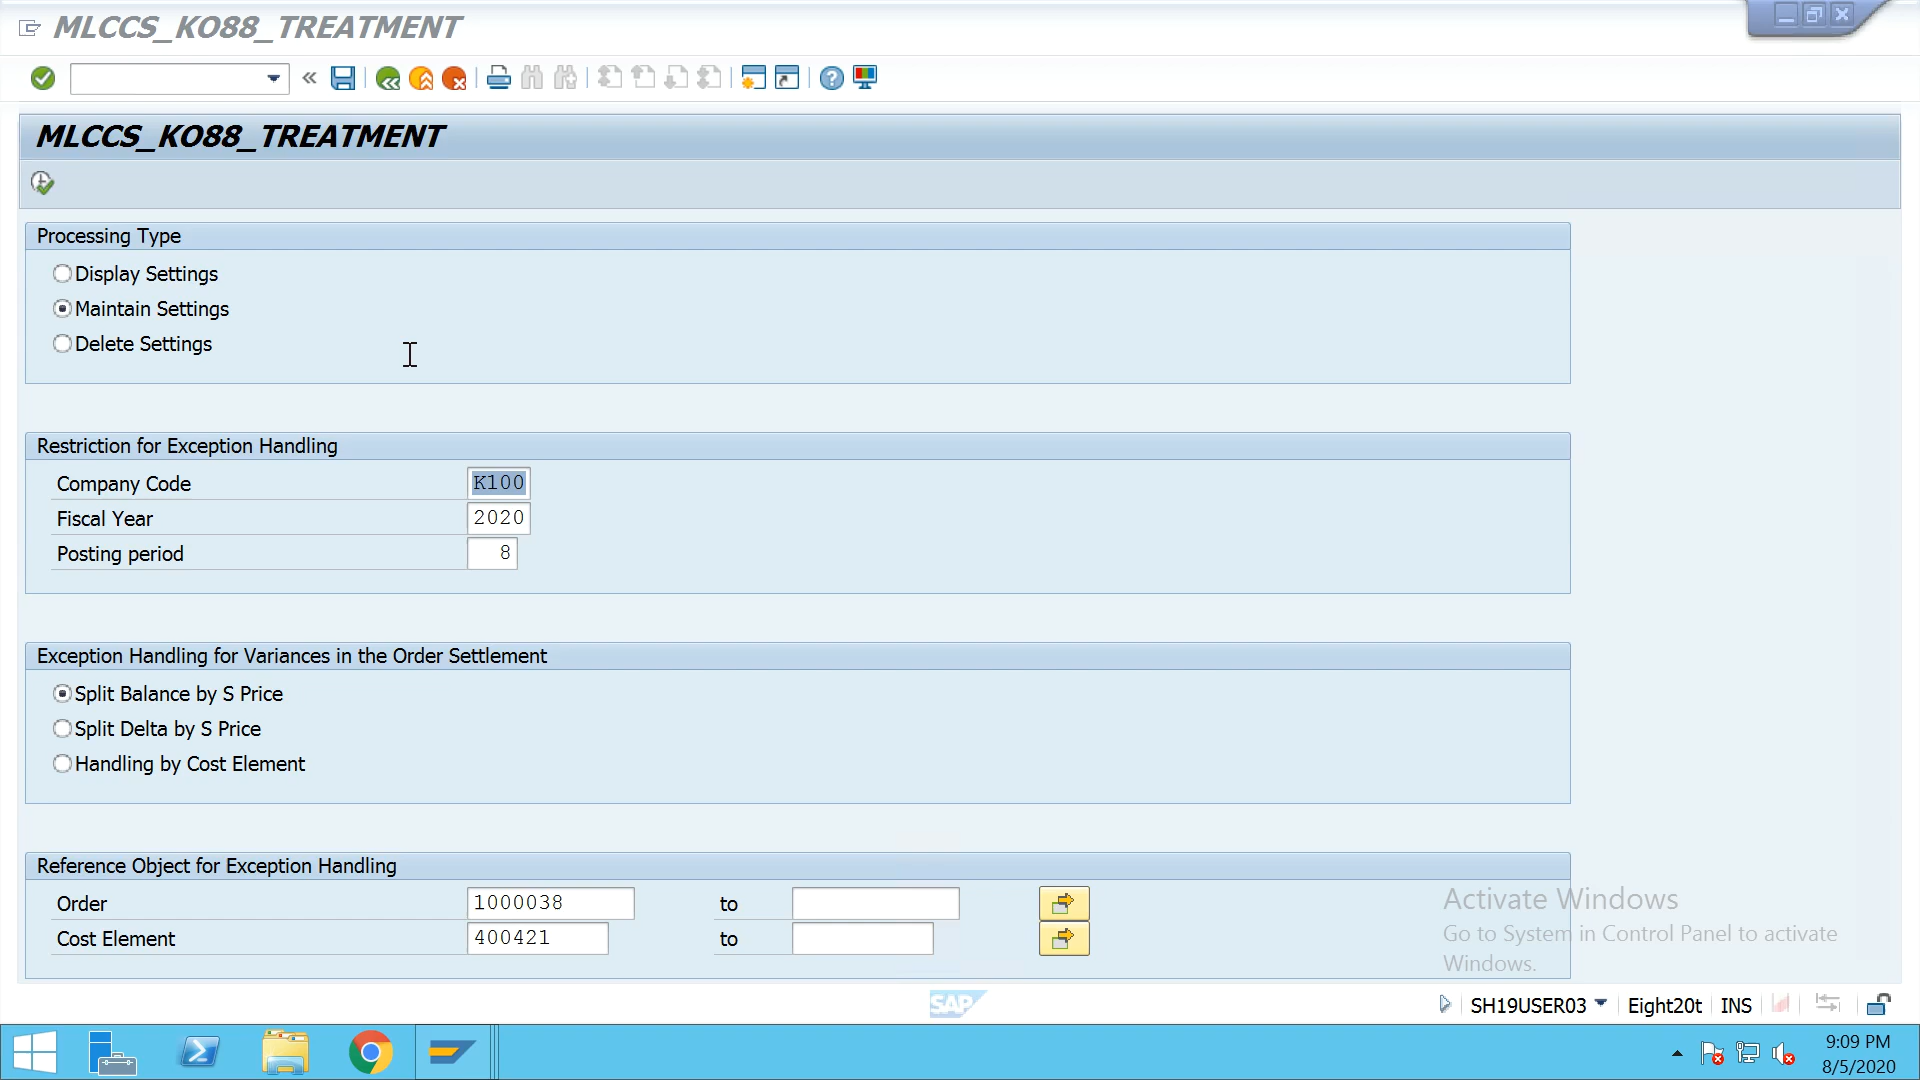 MLCCS_KO88_TREATMENT
MLCCS_KO88_TREATMENT
Processing Type
Display Settings
Maintain Settings
Delete Settings
Restriction for Exception Handling
Company Code K100
Fiscal Year 2020
Posting period 8
Exception Handling for Variances in the Order Settlement
Split Balance by S Price
Split Delta by S Price
Handling by Cost Element
Reference Object for Exception Handling
Order 1000038 to
Cost Element 400421 to
Activate Windows
Go to System in Control Panel to activate
Windows.
SAP
SH19USER03 Eight20t INS
9:09 PM
8/5/2020